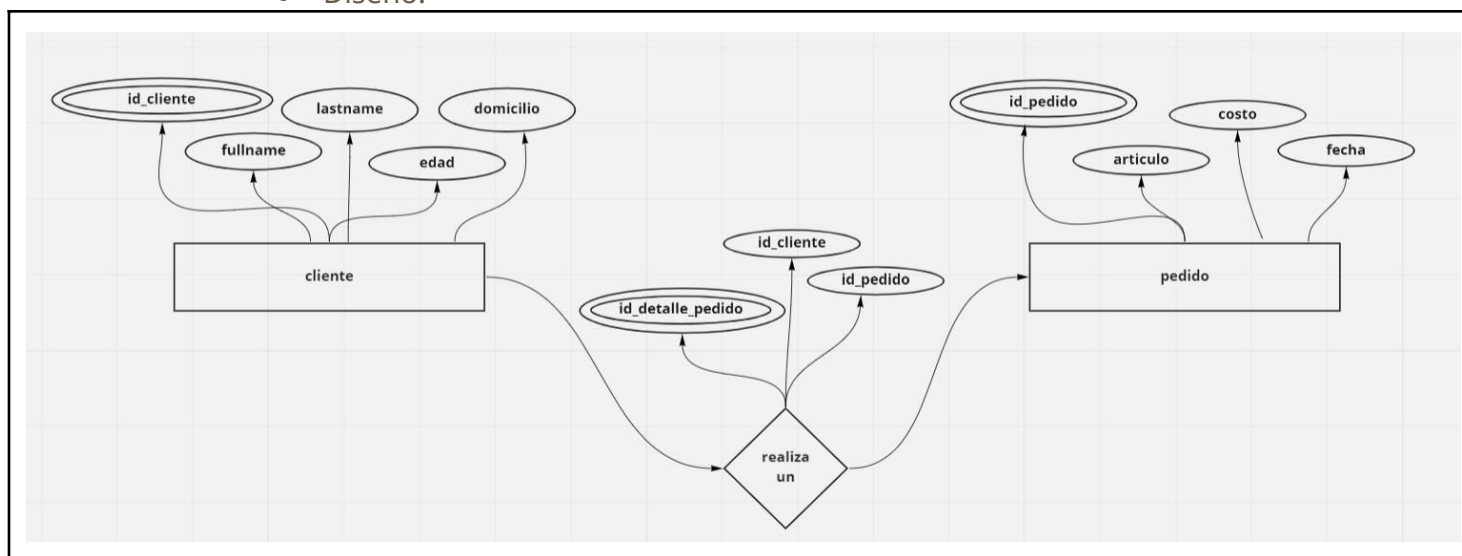 Diseño.
id_cliente
lastname
domicilio
fullname
edad
cliente
id_cliente
id_pedido
id_detalle_pedido
realiza
un
id_pedido
costo
articulo
fecha
pedido